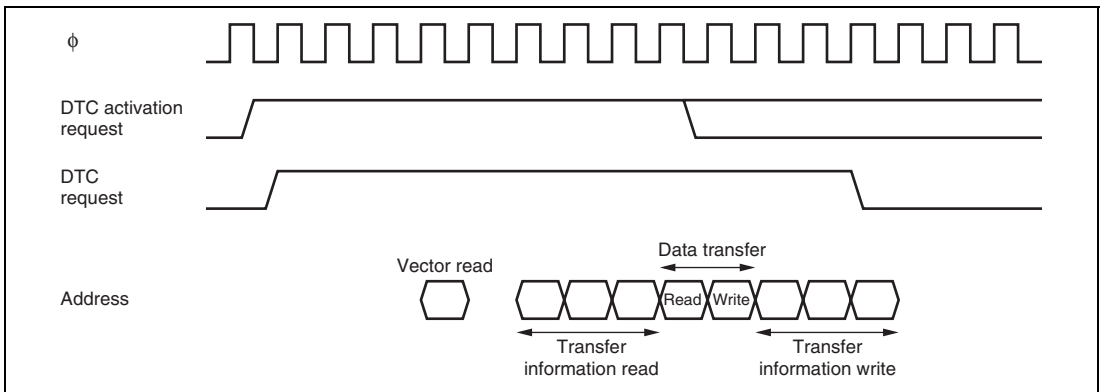 ϕ
DTC activation
request
DTC
request
Data transfer
Vector read
Address
Read
Write
Transfer
information read
Transfer
information write